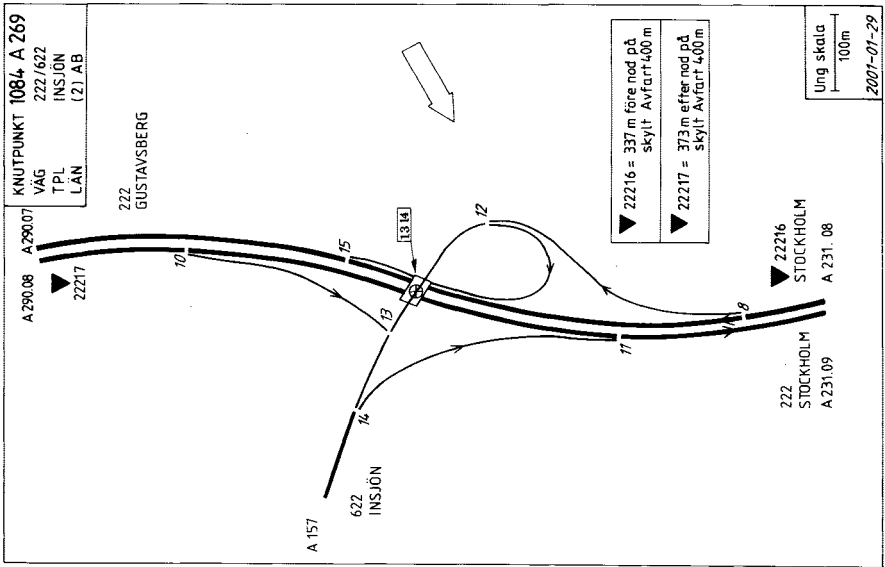 KNUTPUNKT 1084 A 269
VÄG 222/622
TPL INSJÖN
LÄN (2) AB
A 290.08
A 290.07
22217
222
GUSTAVSBERG
10
15
13 14
12
13
14
11
8
622
INSJÖN
A 157
22216 = 337 m före nod på
skylt Avfart 400 m
22217 = 373 m efter nod på
skylt Avfart 400 m
22216
STOCKHOLM
A 231. 08
222
STOCKHOLM
A 231.09
Ung skala
100m
2001-01-29